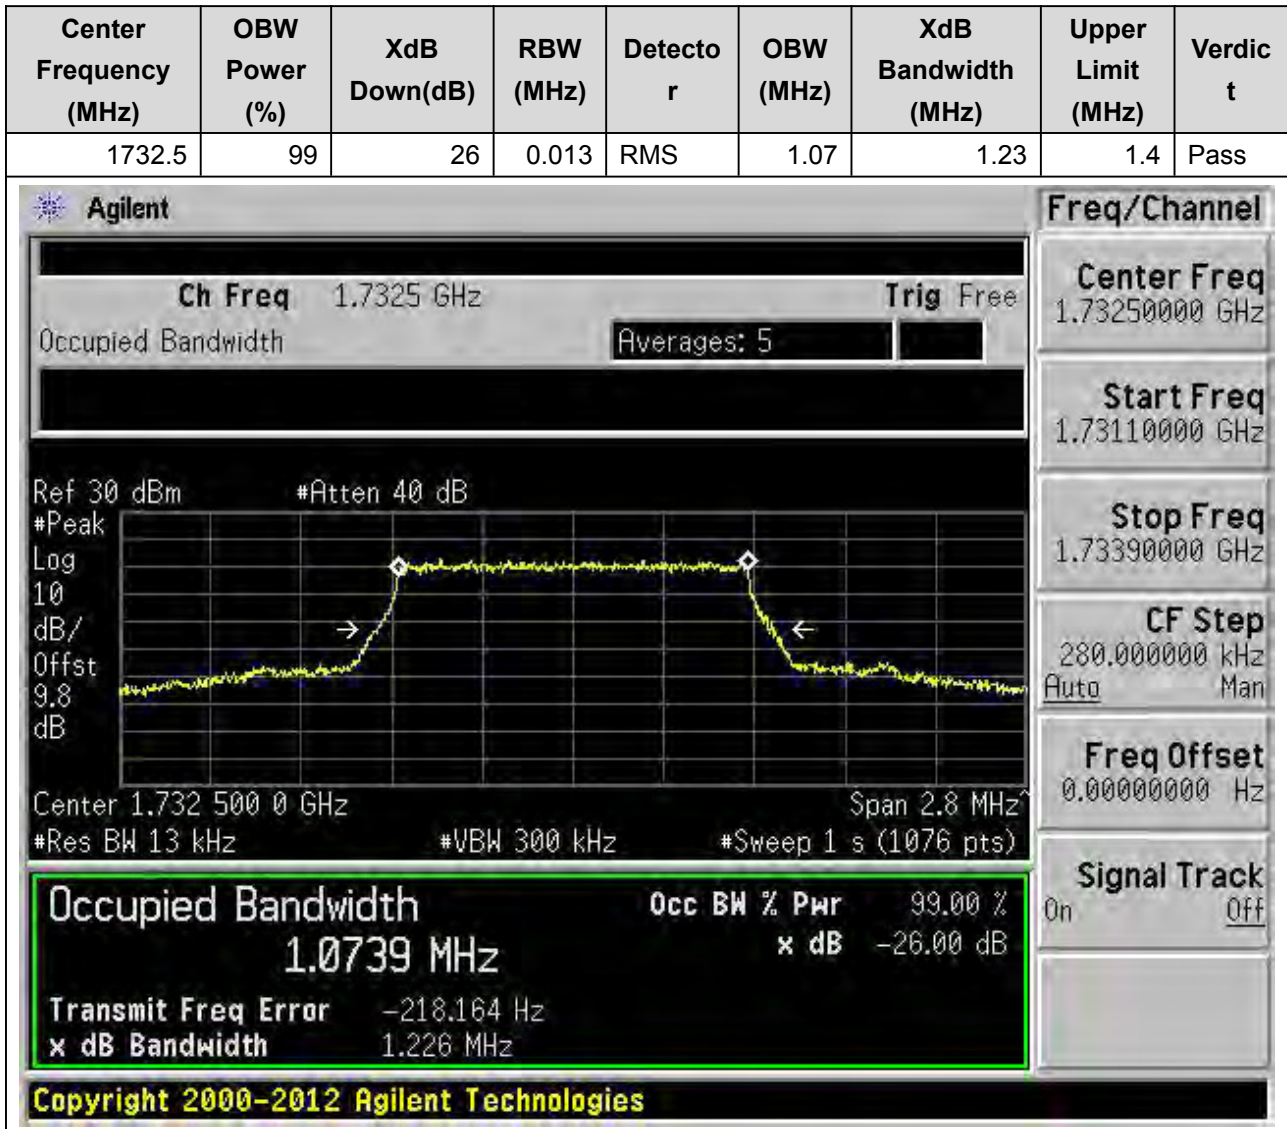 Center Frequency (MHz) OBW Power (%) XdB Down(dB) RBW (MHz) Detecto r OBW (MHz) XdB Bandwidth (MHz) Upper Limit (MHz) Verdic t
1732.5 99 26 0.013 RMS 1.07 1.23 1.4 Pass
Agilent
Freq/Channel
Ch Freq 1.7325 GHz Trig Free
Occupied Bandwidth Averages: 5
Center Freq
1.73250000 GHz
Start Freq
1.73110000 GHz
Stop Freq
1.73390000 GHz
CF Step
280.000000 kHz
Auto Man
Freq Offset
0.00000000 Hz
Signal Track
On Off
Ref 30 dBm #Atten 40 dB
#Peak
Log
10
dB/
Offst
9.8
dB
Center 1.732 500 0 GHz Span 2.8 MHz^
#Res BW 13 kHz #VBW 300 kHz #Sweep 1 s (1076 pts)
Occupied Bandwidth Occ BW % Pwr 99.00 %
1.0739 MHz x dB -26.00 dB
Transmit Freq Error -218.164 Hz
x dB Bandwidth 1.226 MHz
Copyright 2000-2012 Agilent Technologies